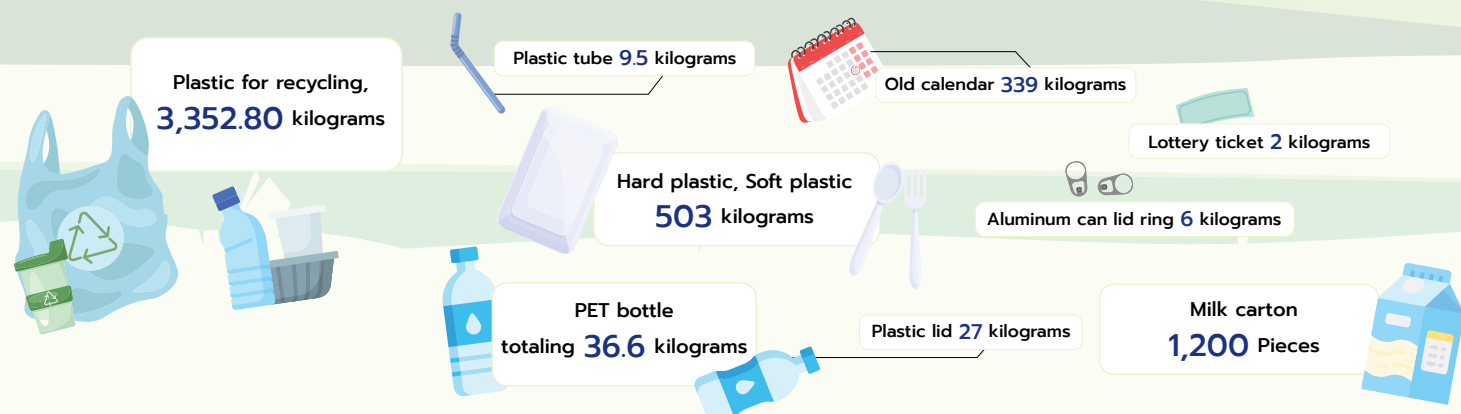 Plastic for recycling,
3,352.80 kilograms
Plastic tube 9.5 kilograms
Old calendar 339 kilograms
Lottery ticket 2 kilograms
Hard plastic, Soft plastic
503 kilograms
Aluminum can lid ring 6 kilograms
PET bottle
totaling 36.6 kilograms
Plastic lid 27 kilograms
Milk carton
1,200 Pieces